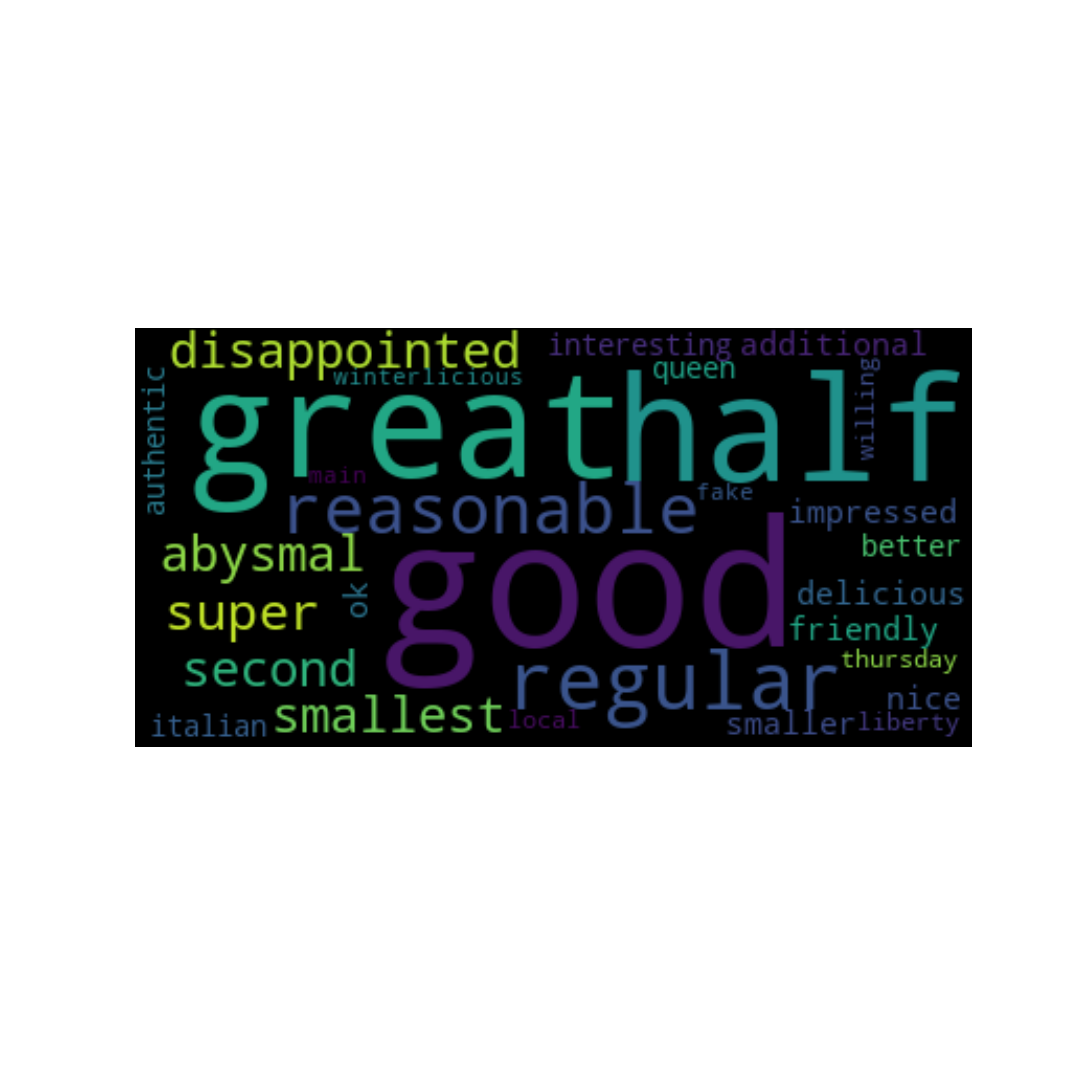 disappointed
interesting
additional
winterlicious
queen
authentic
great
half
willing
main
reasonable
fake
impressed
abysmal
better
good
ok
super
delicious
friendly
second
regular
thursday
nice
italian
smallest
local
smaller
liberty